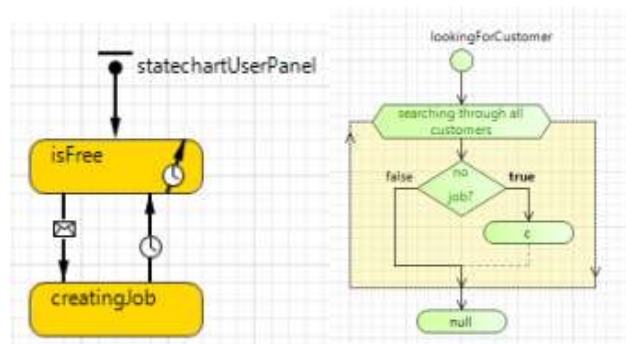 statechartUserPanel
isFree
creatingJob
lookingForCustomer
searching through all
customers
false
no
job?
true
c
null